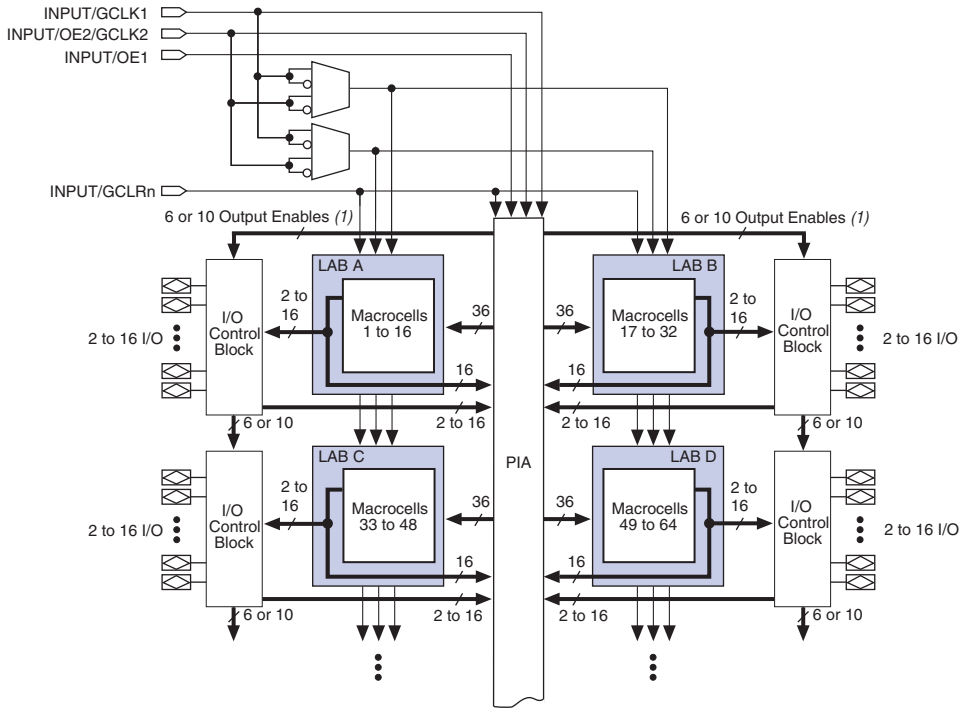 INPUT/GCLK1
INPUT/OE2/GCLK2
INPUT/OE1
INPUT/GCLRn
6 or 10 Output Enables (1)
6 or 10 Output Enables (1)
LAB A
LAB B
I/O
Control
Block
2 to
16
Macrocells
1 to 16
36
36
Macrocells
17 to 32
2 to
16
I/O
Control
Block
2 to 16 I/O
2 to 16 I/O
16
16
6 or 10
2 to 16
2 to 16
6 or 10
PIA
LAB C
LAB D
I/O
Control
Block
2 to
16
Macrocells
33 to 48
36
36
Macrocells
49 to 64
2 to
16
I/O
Control
Block
2 to 16 I/O
2 to 16 I/O
16
16
6 or 10
2 to 16
2 to 16
6 or 10